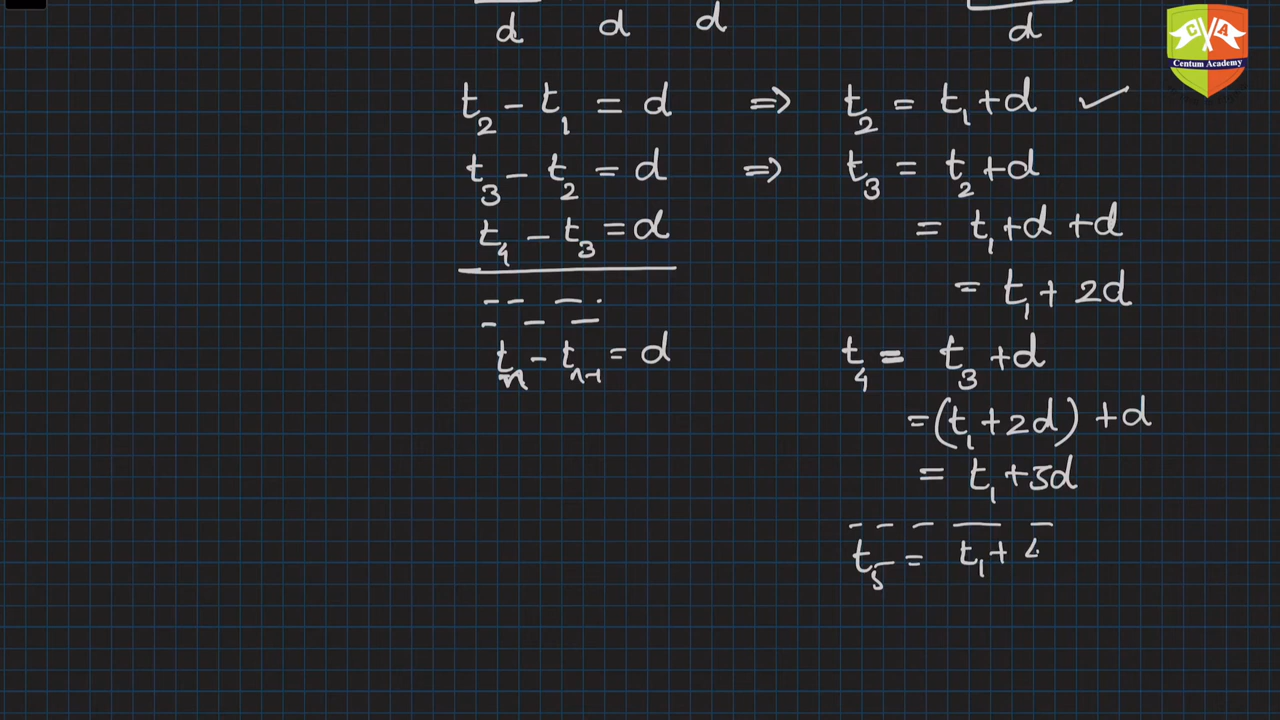 d d d d
C A
Centum Academy
t₂ - t₁ = d ⇒ t₂ = t₁ + d ✓
t₃ - t₂ = d ⇒ t₃ = t₂ + d
t₄ - t₃ = d = t₁ + d + d
= t₁ + 2d
tₙ - tₙ₋₁ = d t₄ = t₃ + d
= (t₁ + 2d) + d
= t₁ + 3d
t₅ = t₁ + 4